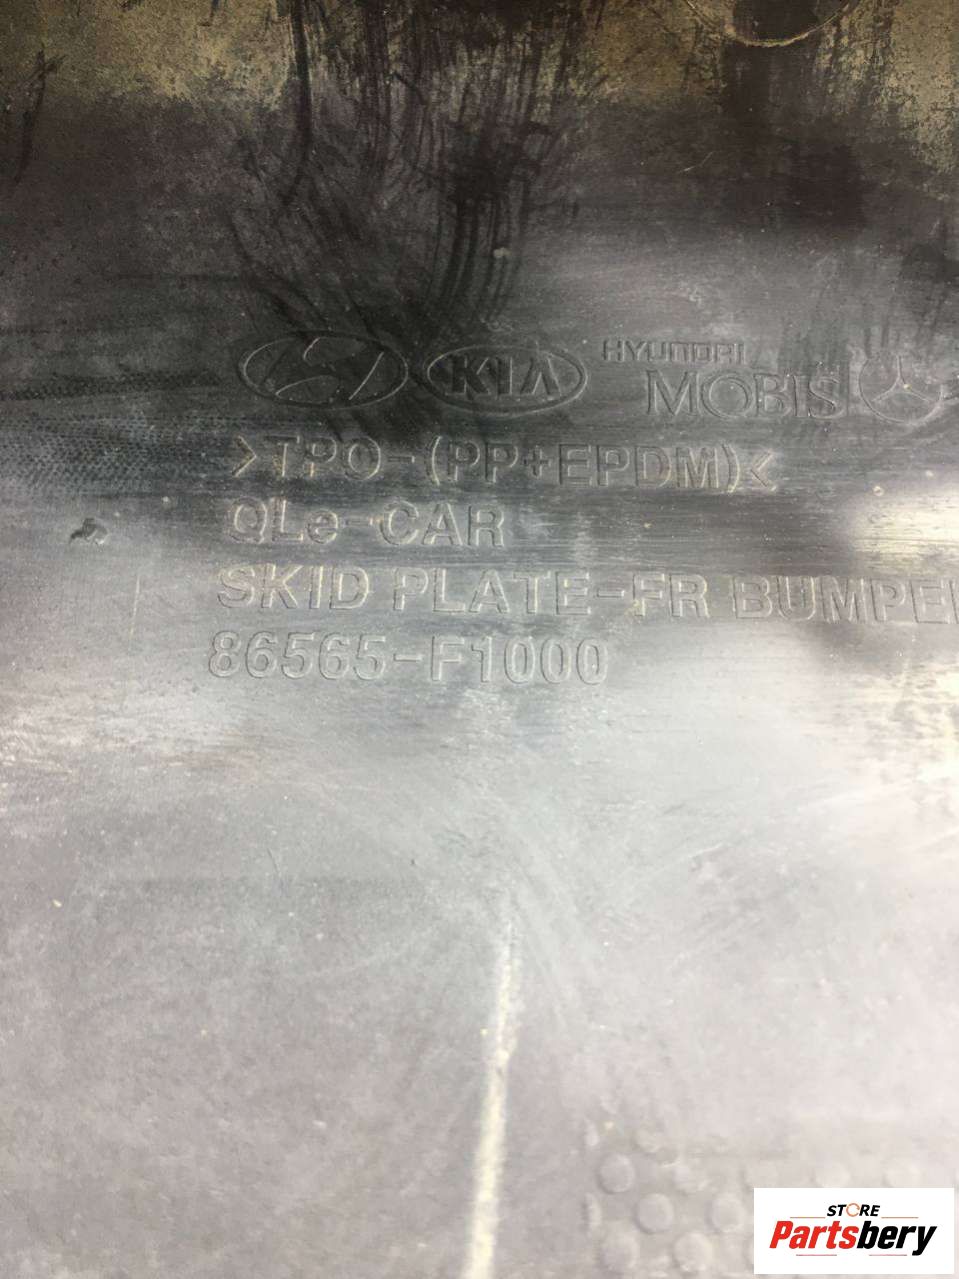 KIA HYUNDAI
MOBIS
>TPO-(PP+EPDM)<
QLe-CAR
SKID PLATE-FR BUMPE
86565-F1000
STORE
Partsbery